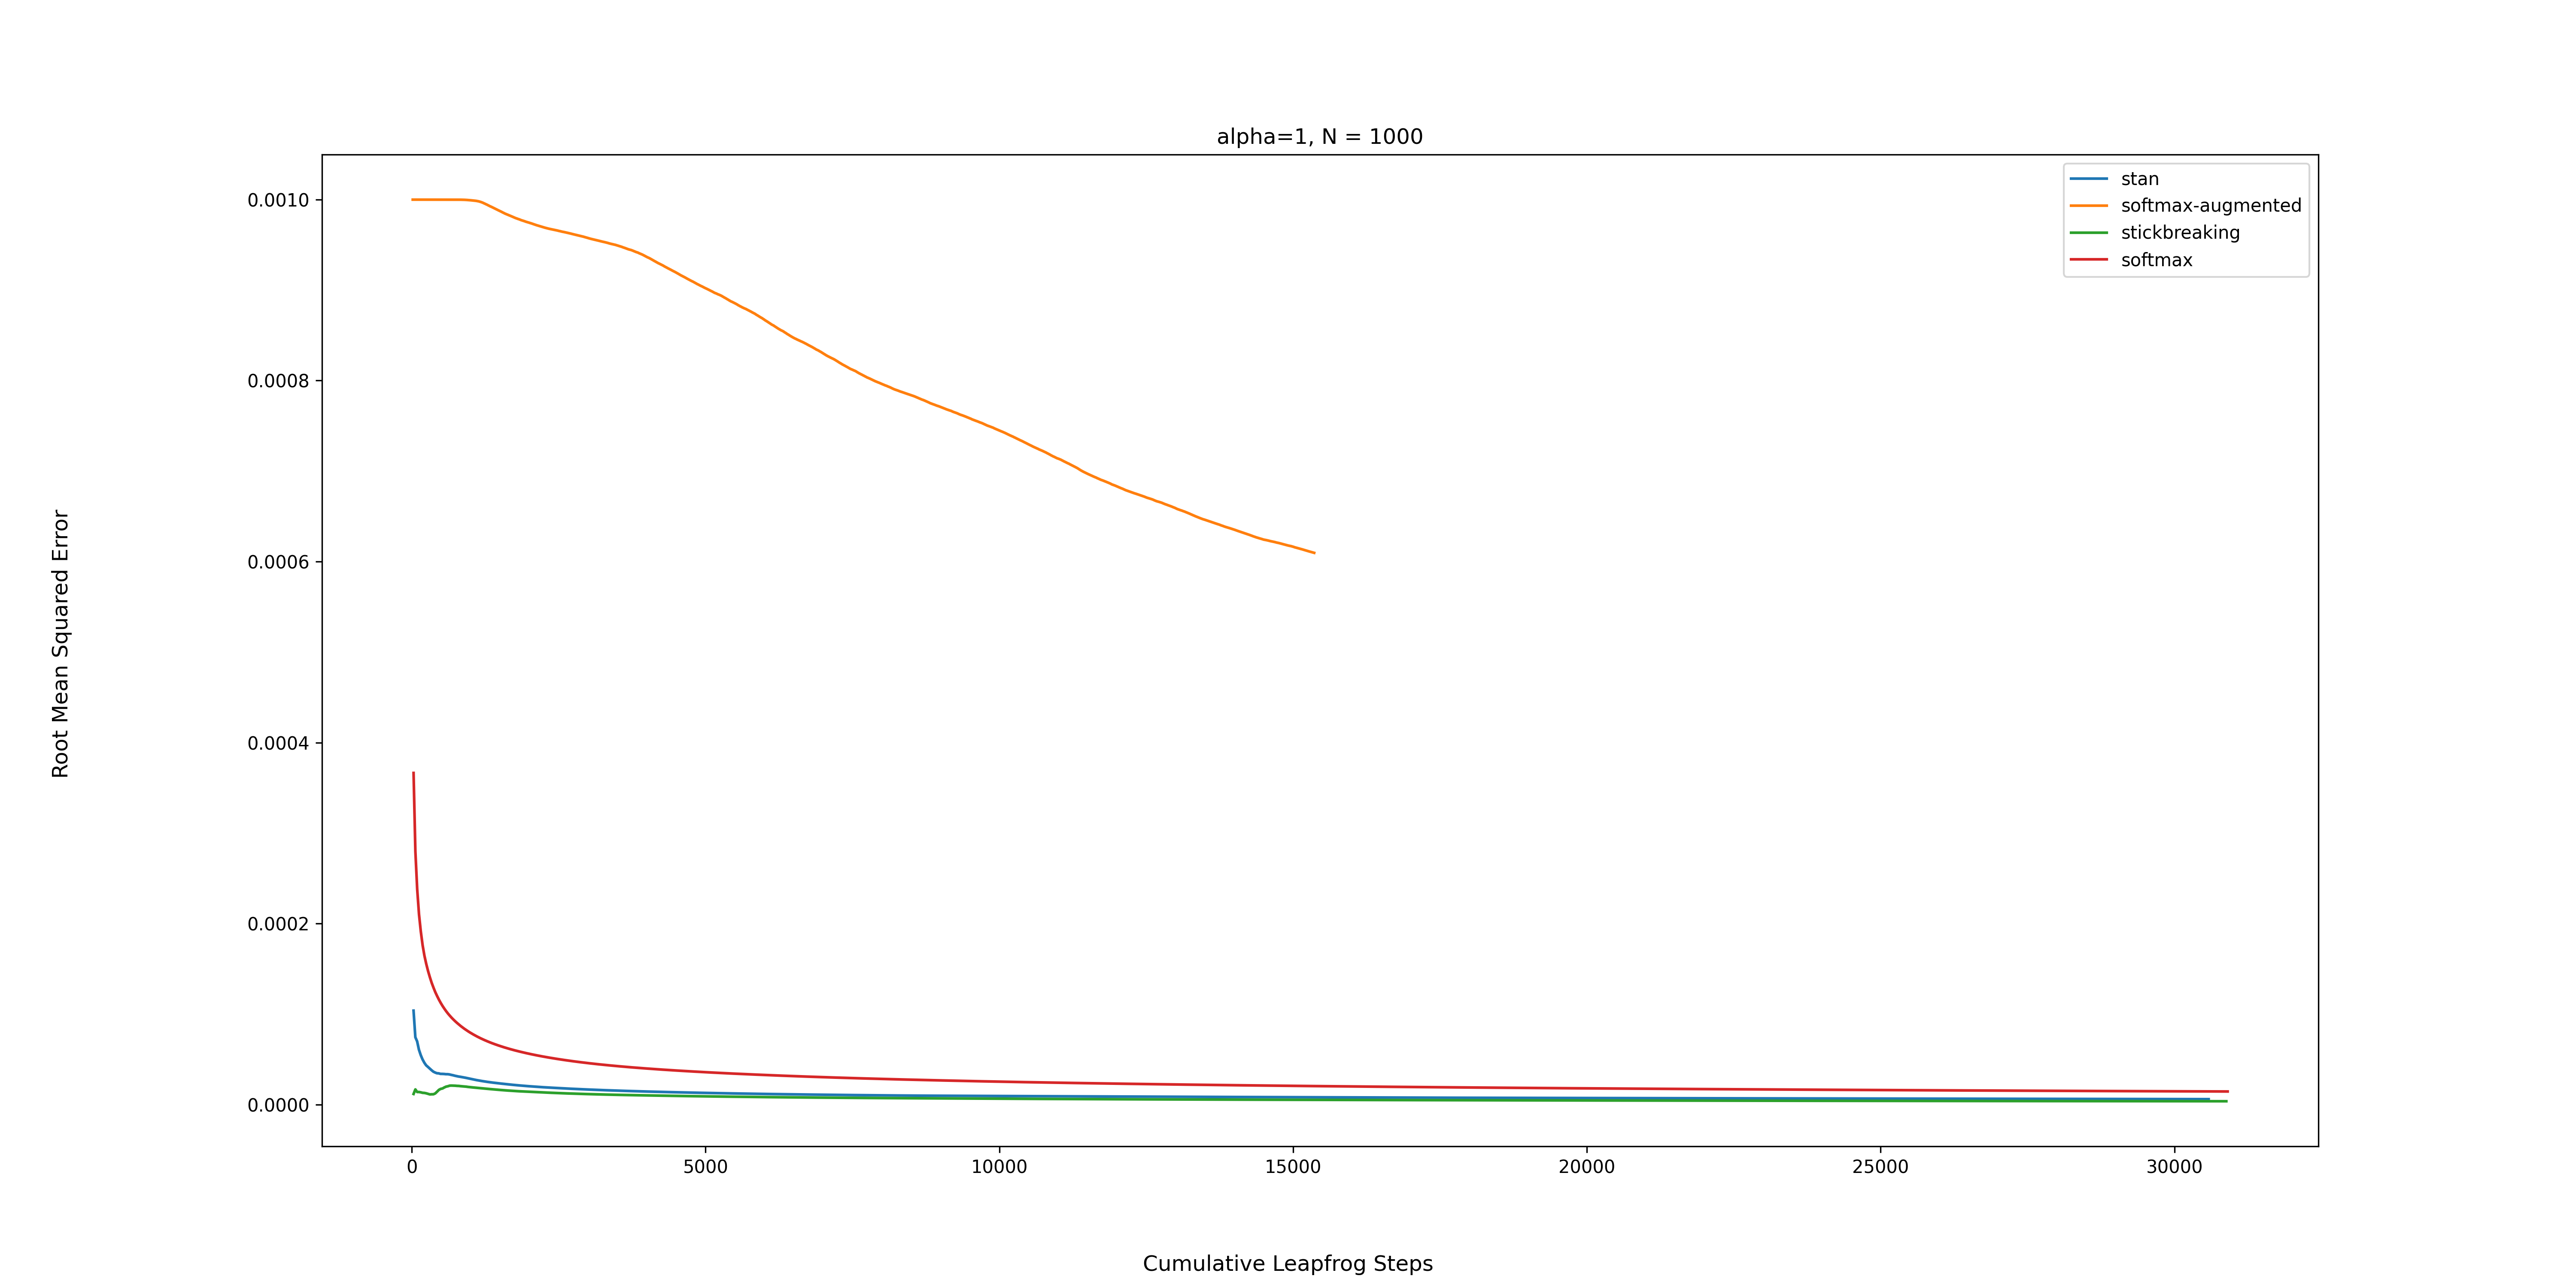 alpha=1, N = 1000
stan
softmax-augmented
stickbreaking
softmax
Root Mean Squared Error
0.0010
0.0008
0.0006
0.0004
0.0002
0.0000
0 5000 10000 15000 20000 25000 30000
Cumulative Leapfrog Steps